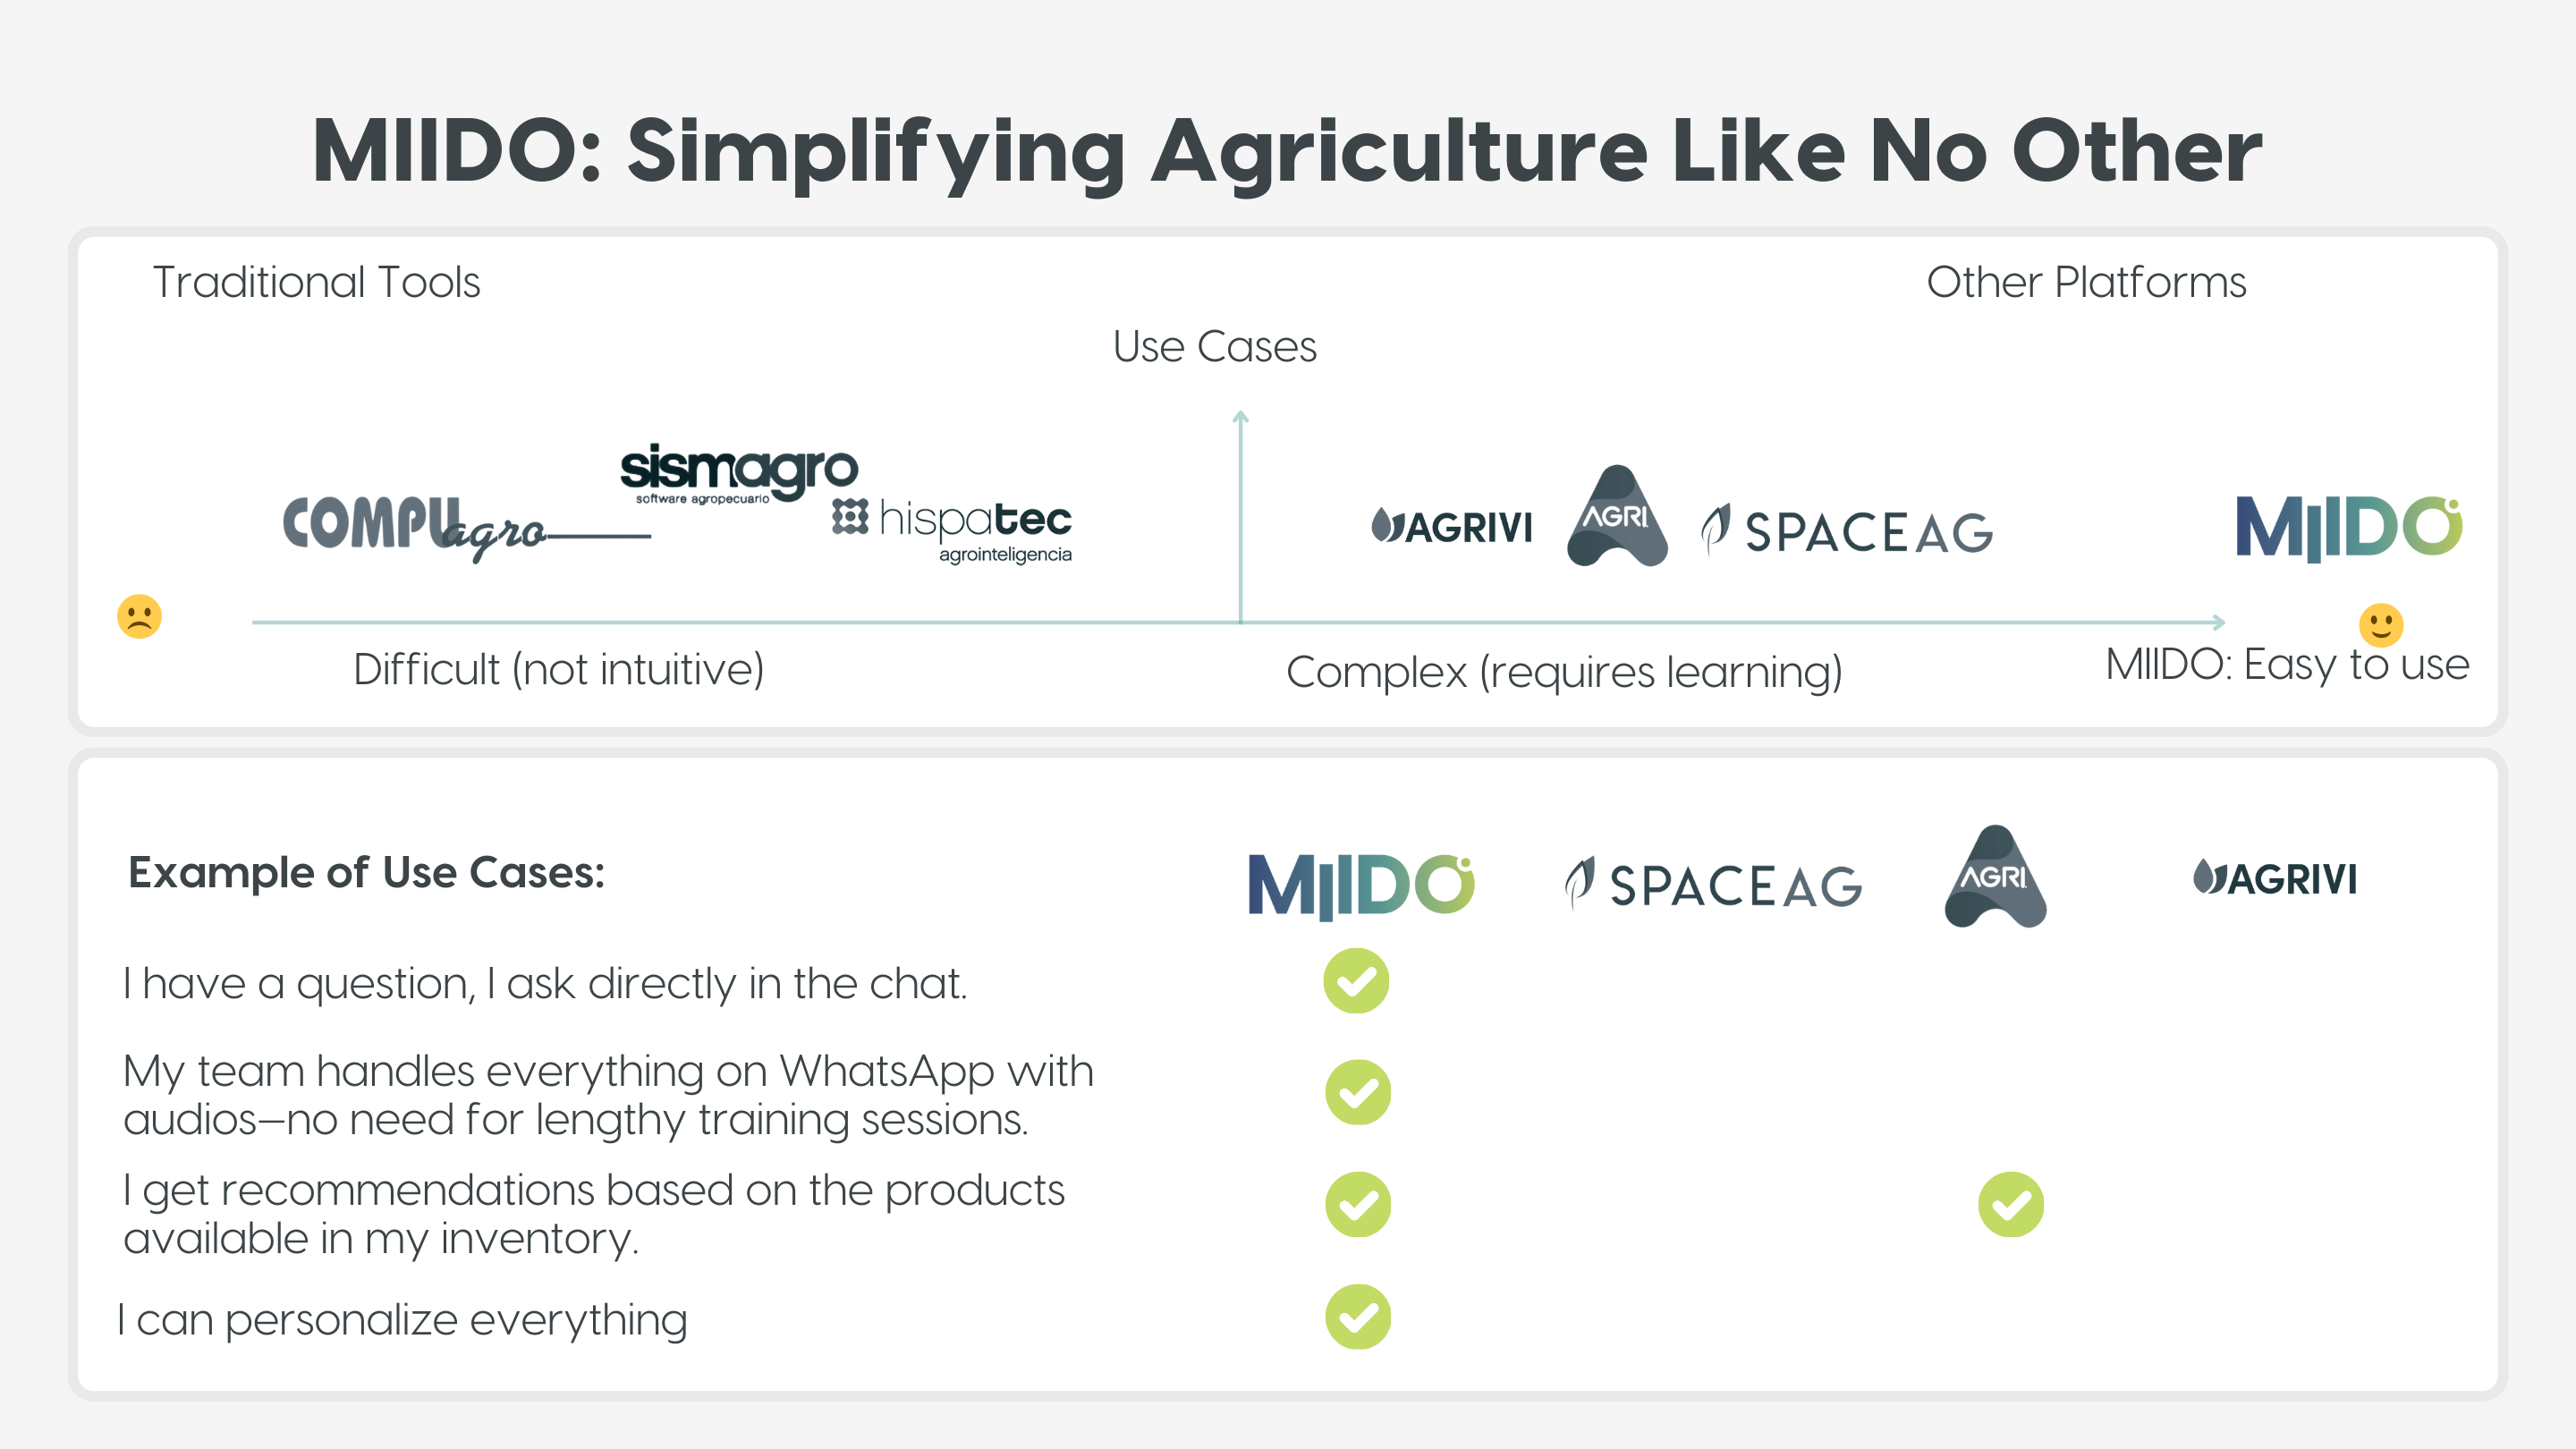 MIIDO: Simplifying Agriculture Like No Other
Traditional Tools
Other Platforms
Use Cases
sismagro
software agropecuario
COMPUagro
hispatec
agrointeligencia
AGRIVI
AGRI
SPACEAG
MIIDO
Difficult (not intuitive)
Complex (requires learning)
MIIDO: Easy to use
Example of Use Cases:
MIIDO
SPACEAG
AGRI
AGRIVI
I have a question, I ask directly in the chat.
My team handles everything on WhatsApp with
audios—no need for lengthy training sessions.
I get recommendations based on the products
available in my inventory.
I can personalize everything